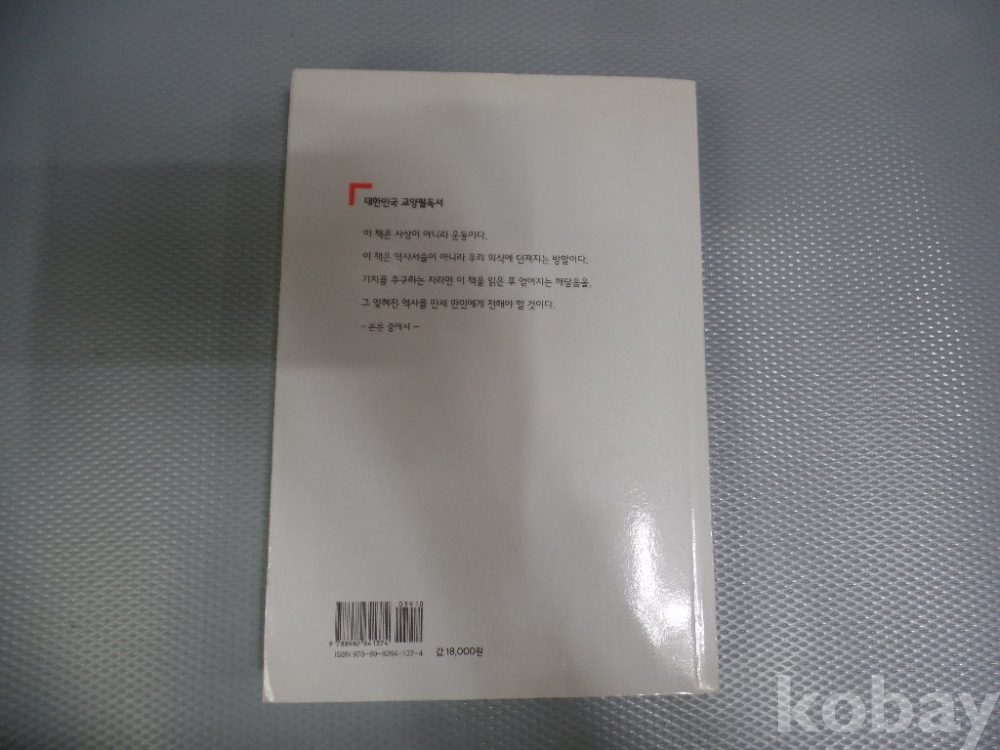 대한민국 교양필독서
이 책은 사상이 아니라 운동이다.
이 책은 역사서술이 아니라 우리 의식에 던져지는 방할이다.
가치를 추구하는 자라면 이 책을 읽은 후 얻어지는 깨달음을,
그 잊혀진 역사를 만세 만민에게 전해야 할 것이다.
- 본문 중에서 -
03910
9 788982 641374
ISBN 978-89-8264-137-4
값 18,000원
kobay